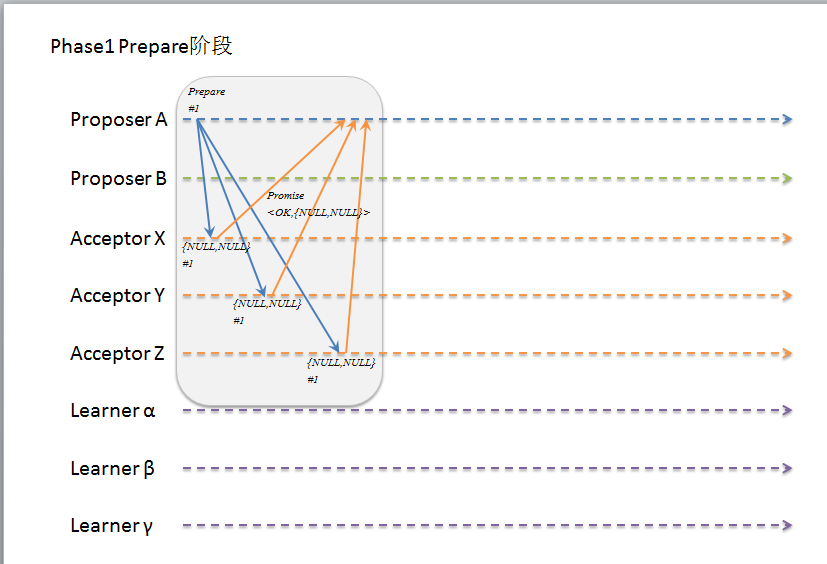 Phase1 Prepare阶段
Prepare
#1
Proposer A
Proposer B
Promise
<OK,{NULL,NULL}>
Acceptor X
{NULL,NULL}
#1
Acceptor Y
{NULL,NULL}
#1
Acceptor Z
{NULL,NULL}
#1
Learner α
Learner β
Learner γ